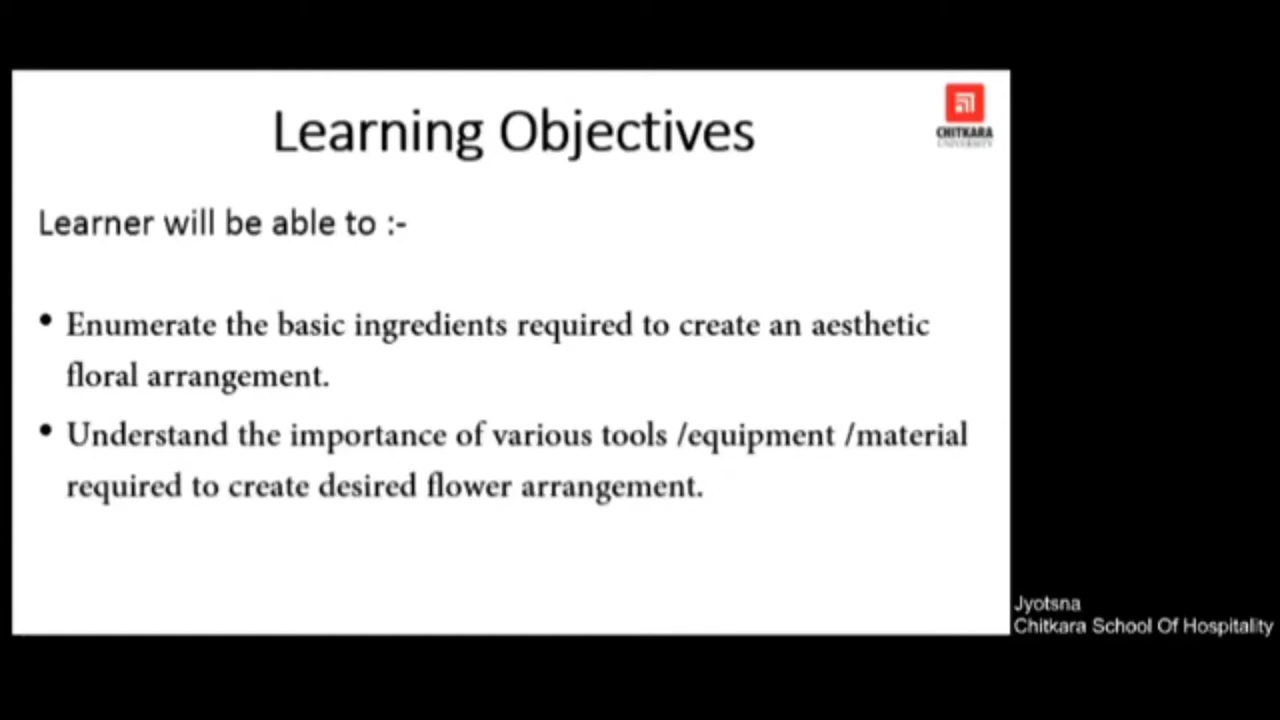 Learning Objectives
CHITKARA
UNIVERSITY
Learner will be able to :-
• Enumerate the basic ingredients required to create an aesthetic
floral arrangement.
• Understand the importance of various tools /equipment /material
required to create desired flower arrangement.
Jyotsna
Chitkara School Of Hospitality